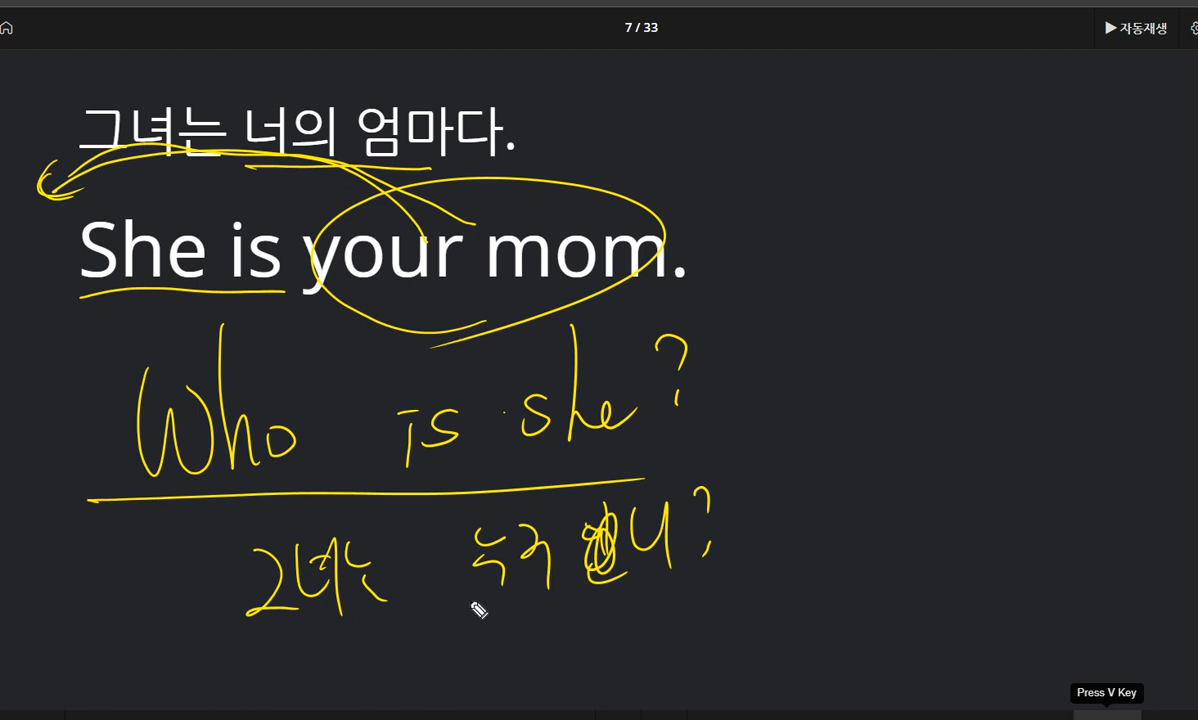 7 / 33
▶ 자동재생
그녀는 너의 엄마다.
She is your mom.
Who is she?
그녀는 누구니?
Press V Key